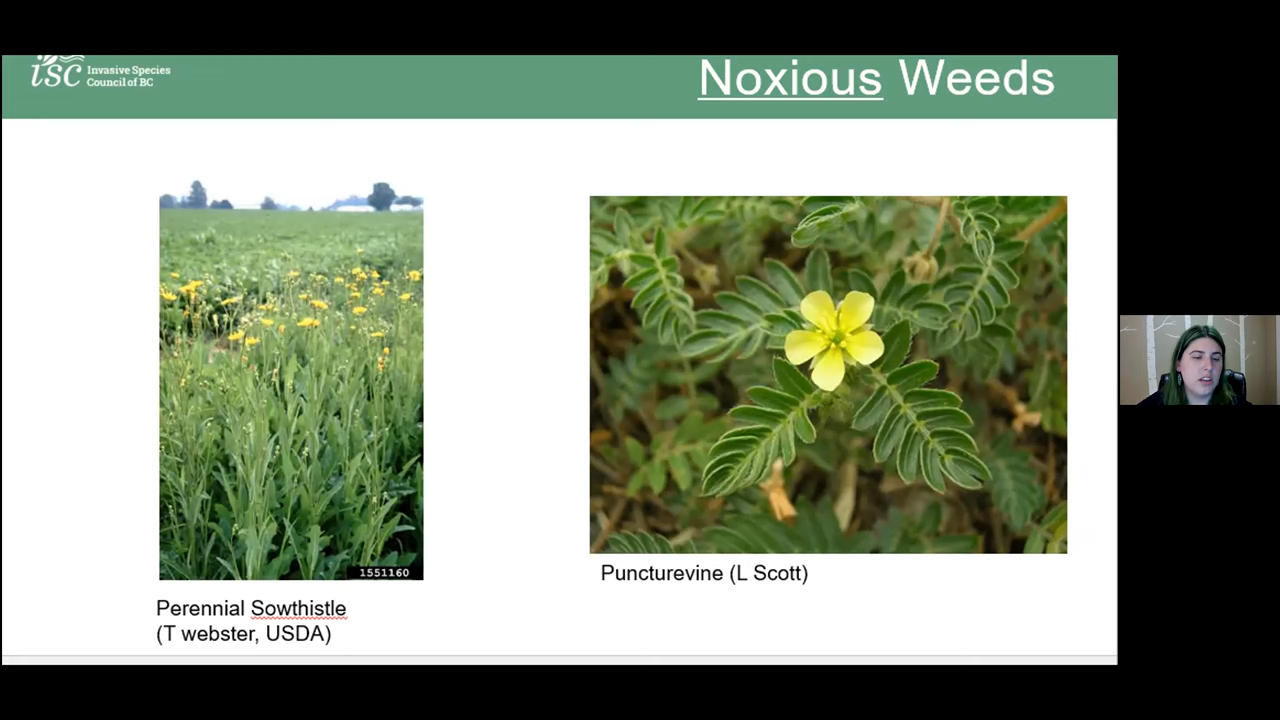 isc Invasive Species
Council of BC
Noxious Weeds
1551160
Perennial Sowthistle
(T webster, USDA)
Puncturevine (L Scott)